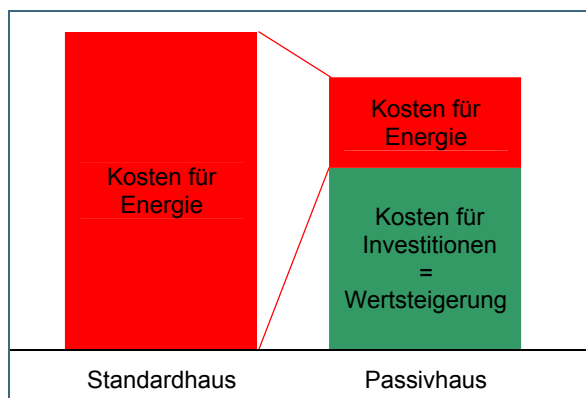 Kosten für
Energie
Kosten für
Energie
Kosten für
Investitionen
=
Wertsteigerung
Standardhaus
Passivhaus